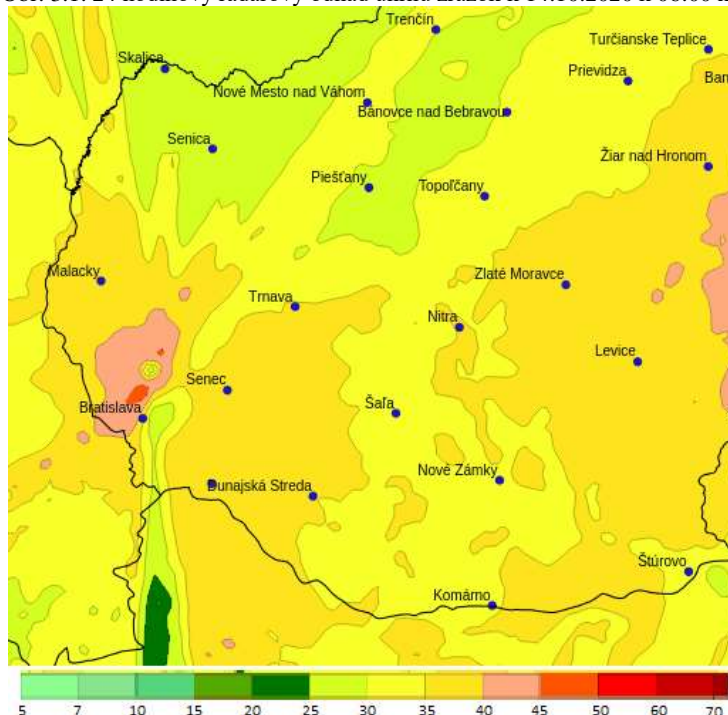 Trenčín
Turčianske Teplice
Skalica
Prievidza
Ban
Nové Mesto nad Váhom
Bánovce nad Bebravou
Senica
Žiar nad Hronom
Piešťany
Topoľčany
Malacky
Zlaté Moravce
Trnava
Nitra
Levice
Senec
Bratislava
Šaľa
Dunajská Streda
Nové Zámky
Štúrovo
Komárno
5 7 10 15 20 25 30 35 40 45 50 60 70